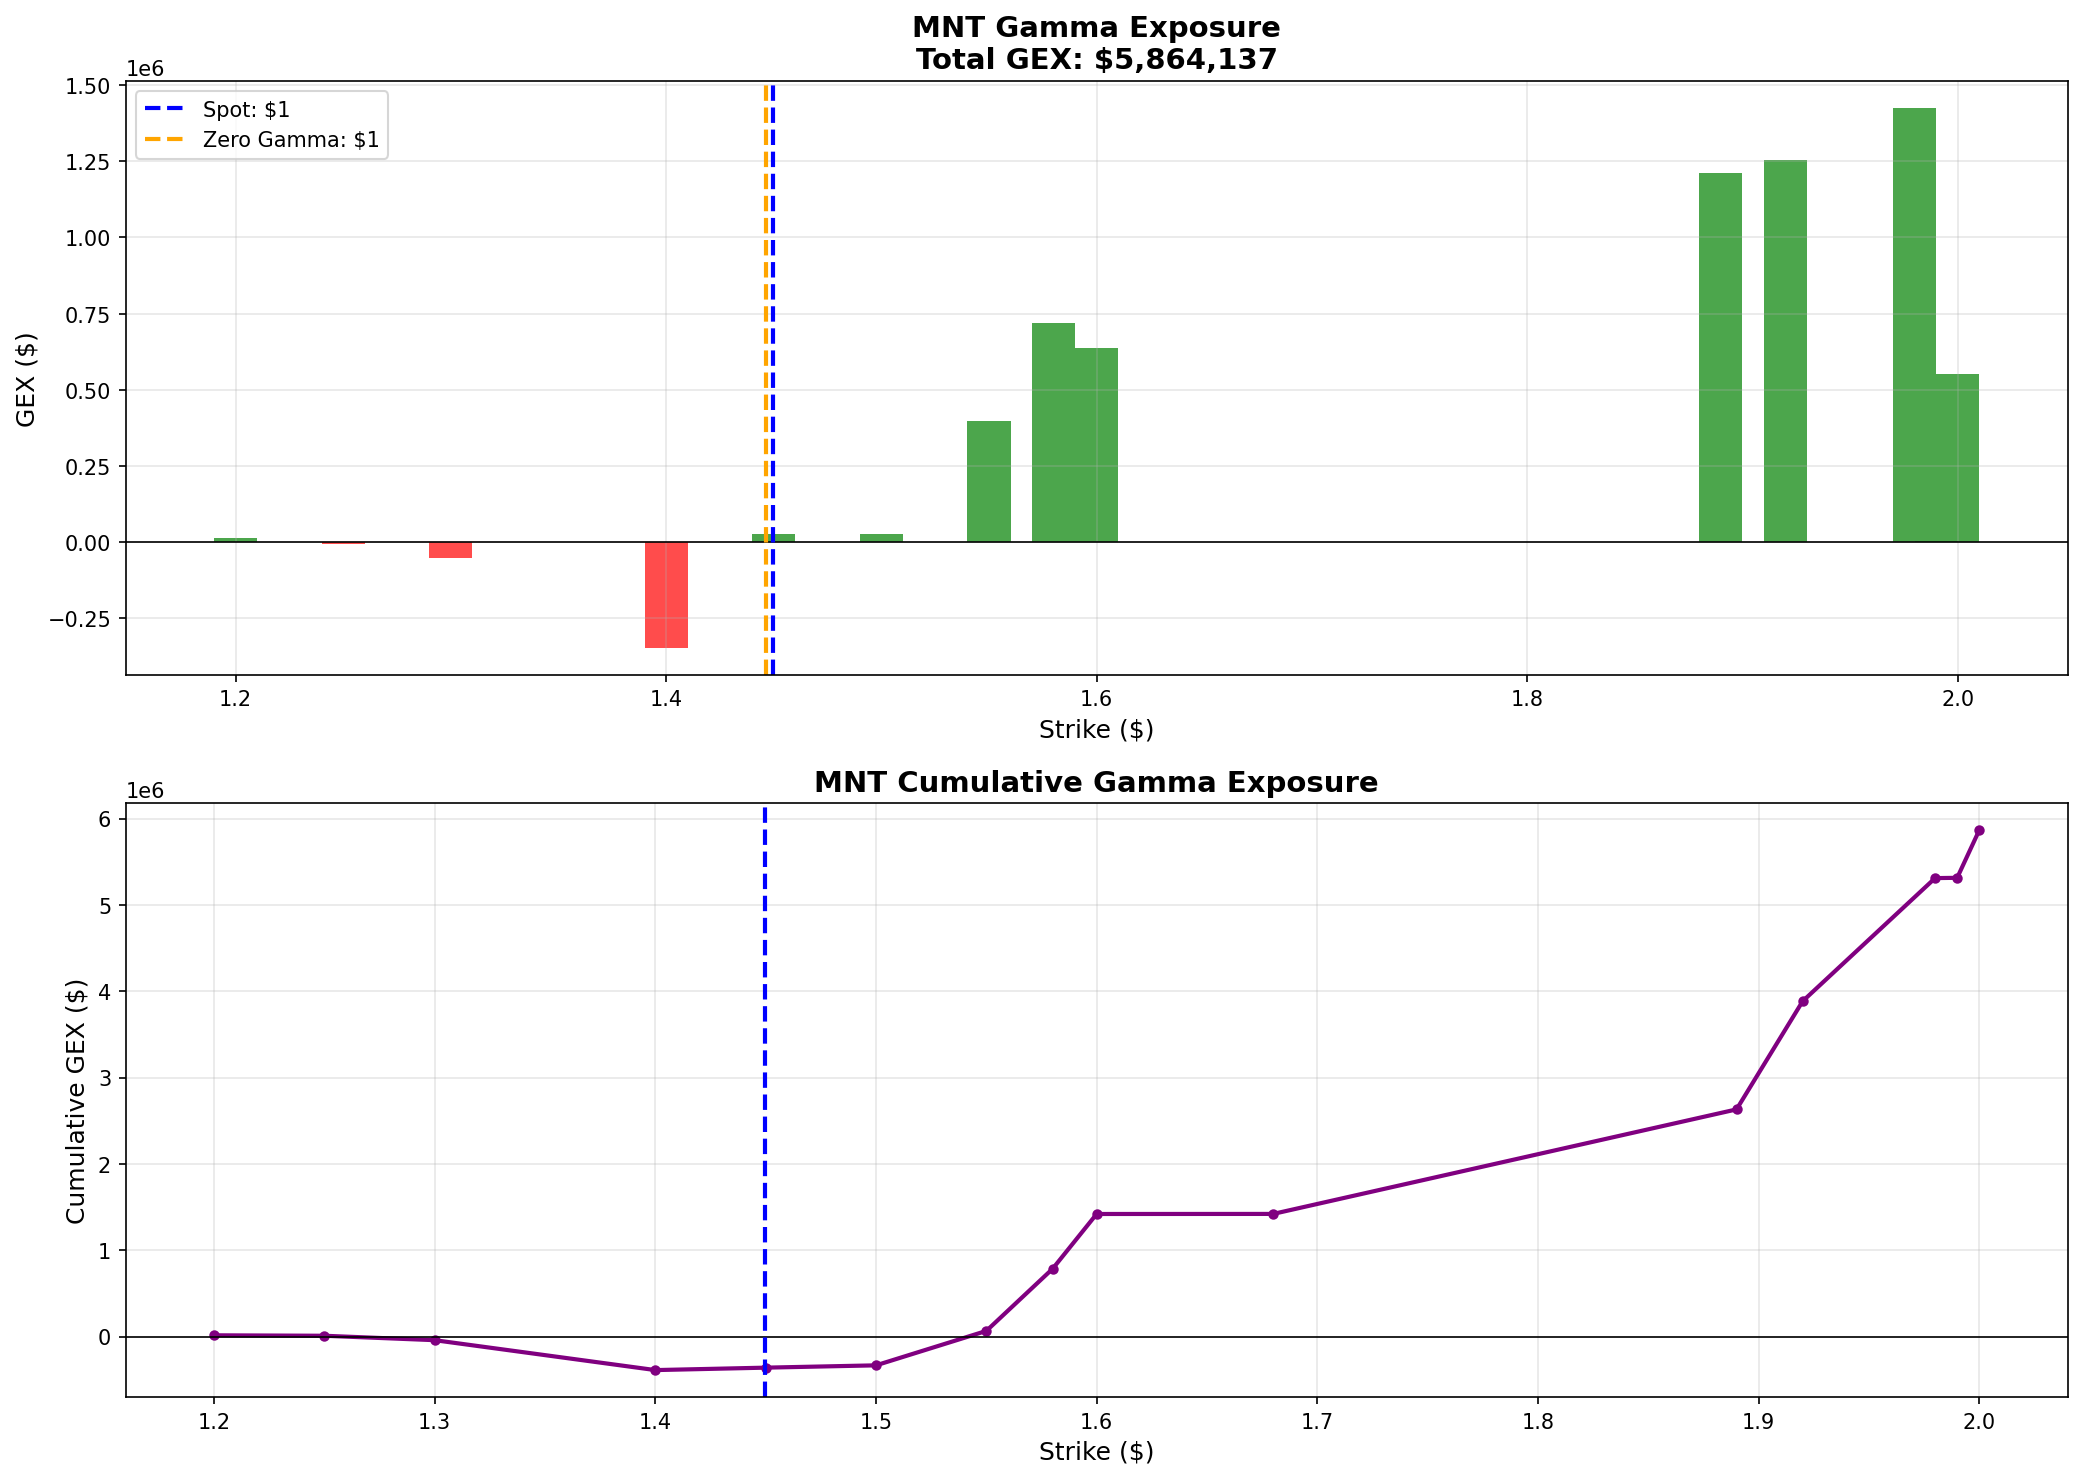 MNT Gamma Exposure
Total GEX: $5,864,137
1e6
Spot: $1
Zero Gamma: $1
1.50
1.25
1.00
0.75
0.50
0.25
0.00
−0.25
GEX ($)
1.2 1.4 1.6 1.8 2.0
Strike ($)
MNT Cumulative Gamma Exposure
1e6
6
5
4
3
2
1
0
Cumulative GEX ($)
1.2 1.3 1.4 1.5 1.6 1.7 1.8 1.9 2.0
Strike ($)